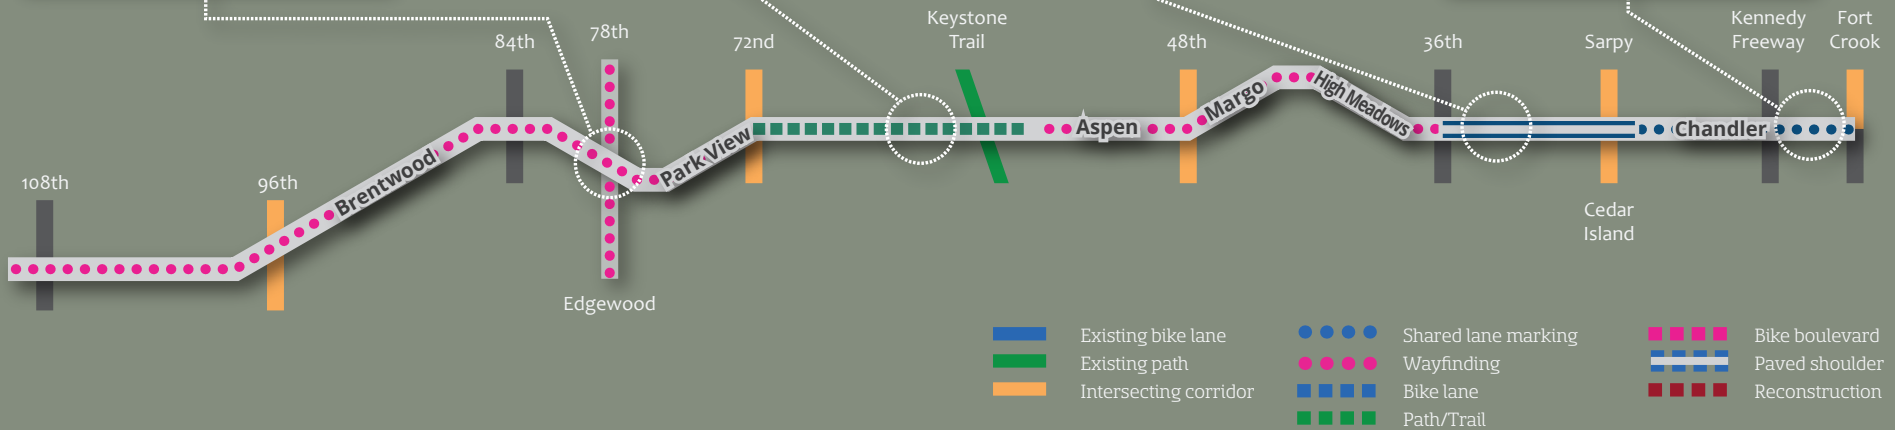 Keystone
Trail
Kennedy
Freeway
Fort
Crook
84th
78th
72nd
48th
36th
Sarpy
108th
96th
Brentwood
Park View
Aspen
Margo
High Meadows
Chandler
Cedar
Island
Edgewood
Existing bike lane
Existing path
Intersecting corridor
Shared lane marking
Wayfinding
Bike lane
Path/Trail
Bike boulevard
Paved shoulder
Reconstruction